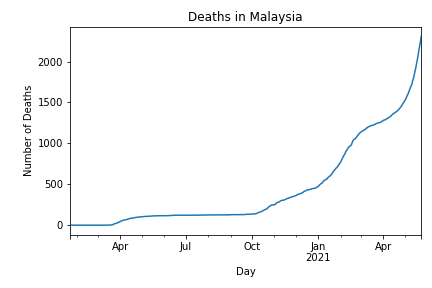 Deaths in Malaysia
Number of Deaths
2000
1500
1000
500
0
Apr
Jul
Oct
Jan
2021
Apr
Day